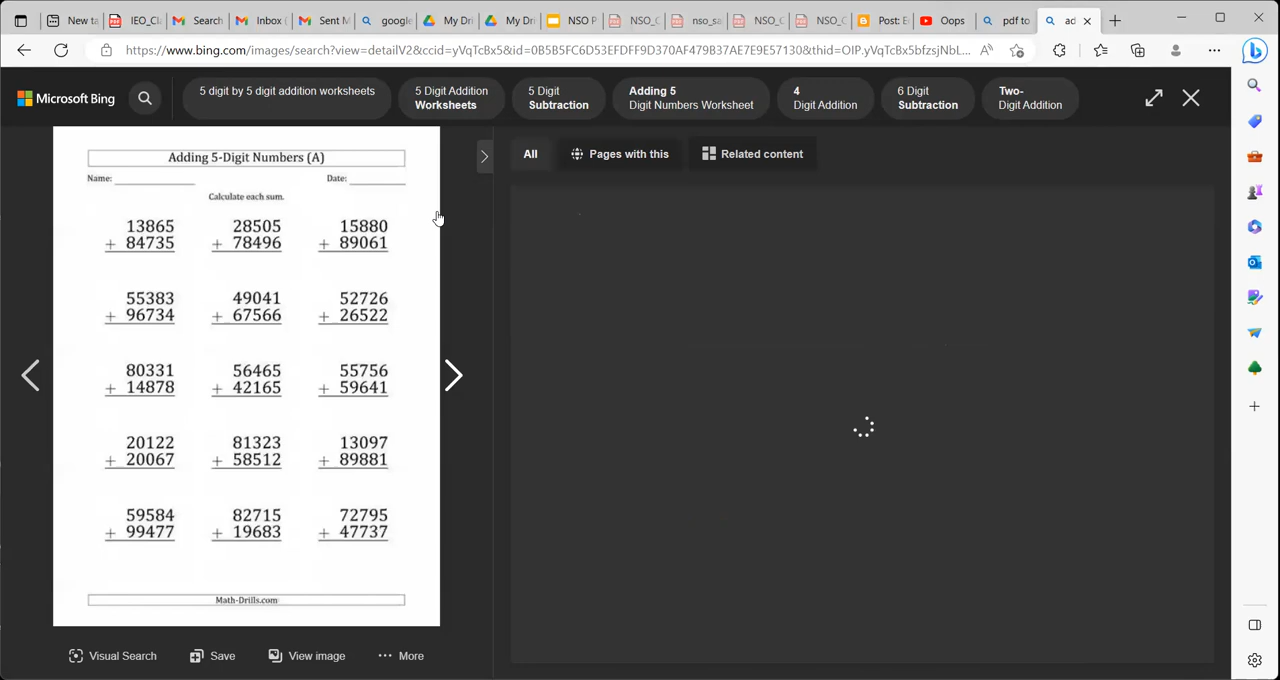 New ta
IEO_Cl
Search
Inbox (
Sent M
google
My Dri
My Dri
NSO P
NSO_C
nso_sa
NSO_C
NSO_C
Post: E
Oops
pdf to
ad
https://www.bing.com/images/search?view=detailV2&ccid=yVqTcBx5&id=0B5B5FC6D53EFDFF9D370AF479B37AE7E9E57130&thid=OIP.yVqTcBx5bfzsjNbL...
Microsoft Bing
5 digit by 5 digit addition worksheets
5 Digit Addition
Worksheets
5 Digit
Subtraction
Adding 5
Digit Numbers Worksheet
4
Digit Addition
6 Digit
Subtraction
Two-
Digit Addition
All
Pages with this
Related content
Adding 5-Digit Numbers (A)
Name: Date:
Calculate each sum.
13865 28505 15880
+ 84735 + 78496 + 89061
55383 49041 52726
+ 96734 + 67566 + 26522
80331 56465 55756
+ 14878 + 42165 + 59641
20122 81323 13097
+ 20067 + 58512 + 89881
59584 82715 72795
+ 99477 + 19683 + 47737
Math-Drills.com
Visual Search
Save
View image
More